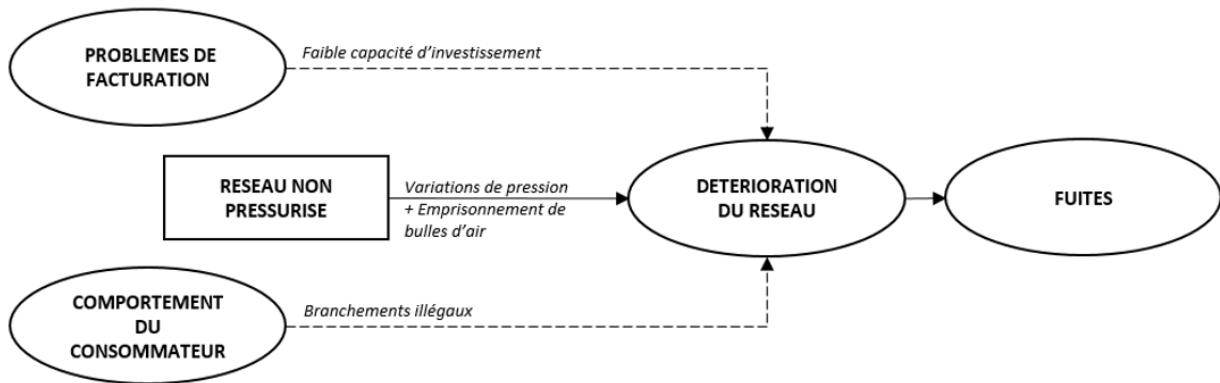 PROBLEMES DE
FACTURATION
Faible capacité d'investissement
RESEAU NON
PRESSURISE
Variations de pression
+ Emprisonnement de
bulles d'air
DETERIORATION
DU RESEAU
FUITES
COMPORTEMENT
DU
CONSOMMATEUR
Branchements illégaux